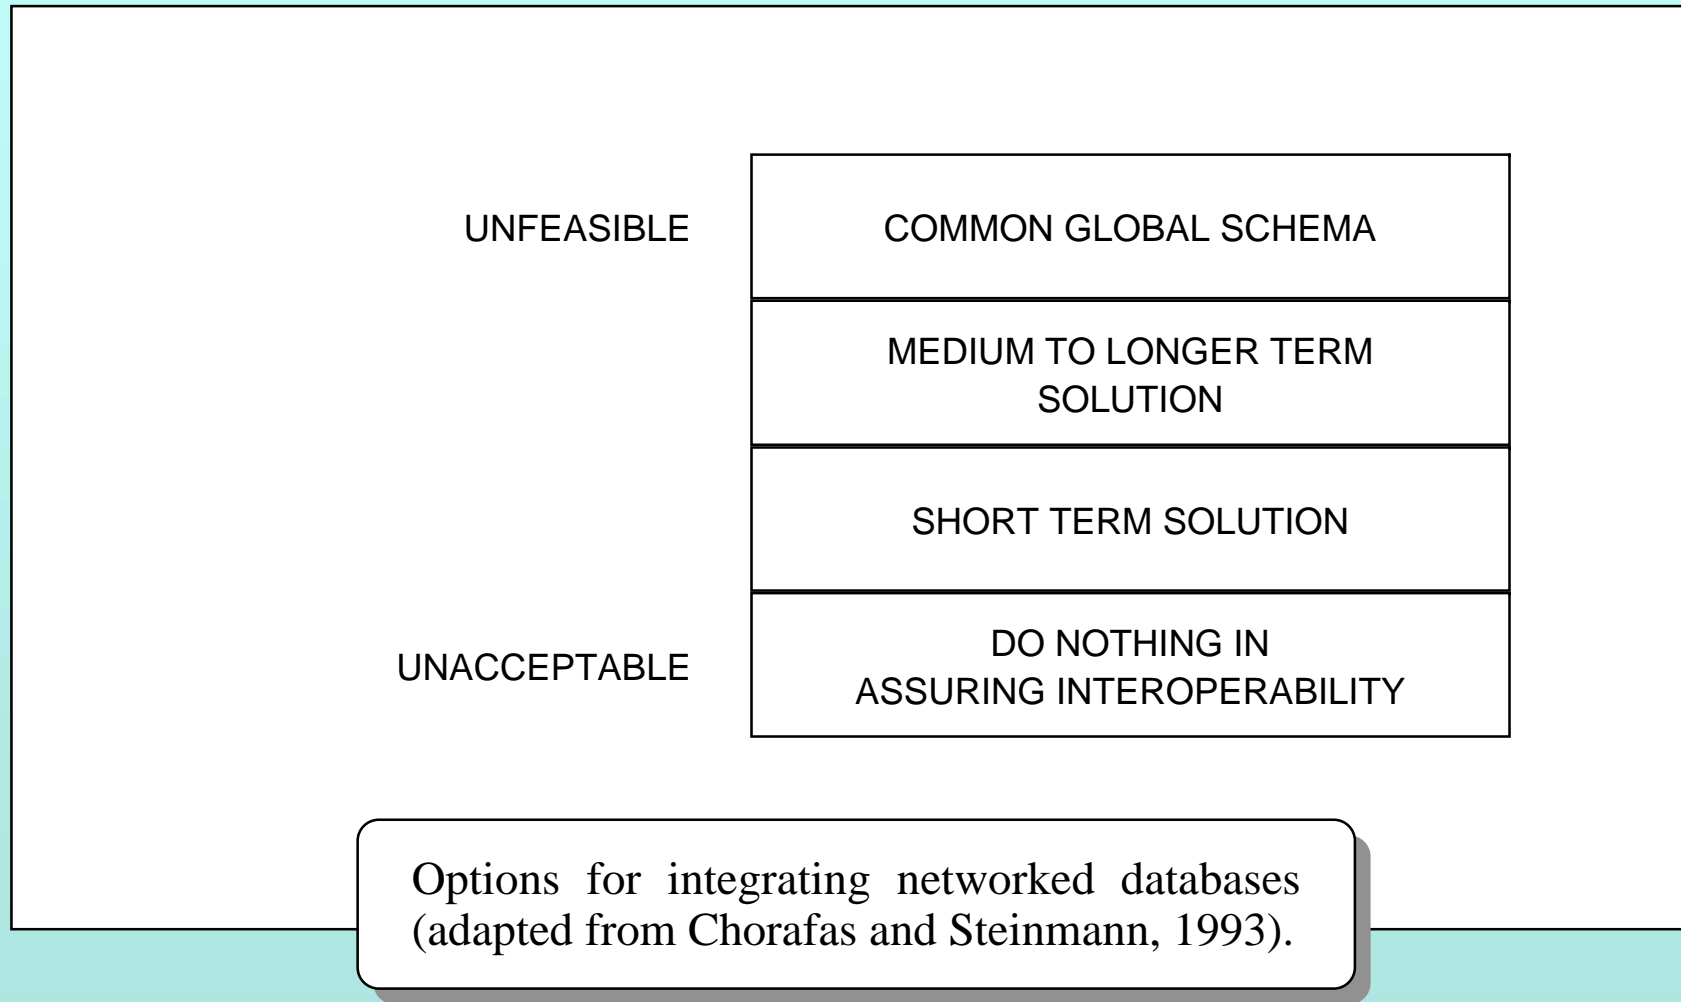 UNFEASIBLE
COMMON GLOBAL SCHEMA
MEDIUM TO LONGER TERM
SOLUTION
SHORT TERM SOLUTION
UNACCEPTABLE
DO NOTHING IN
ASSURING INTEROPERABILITY
Options for integrating networked databases
(adapted from Chorafas and Steinmann, 1993).